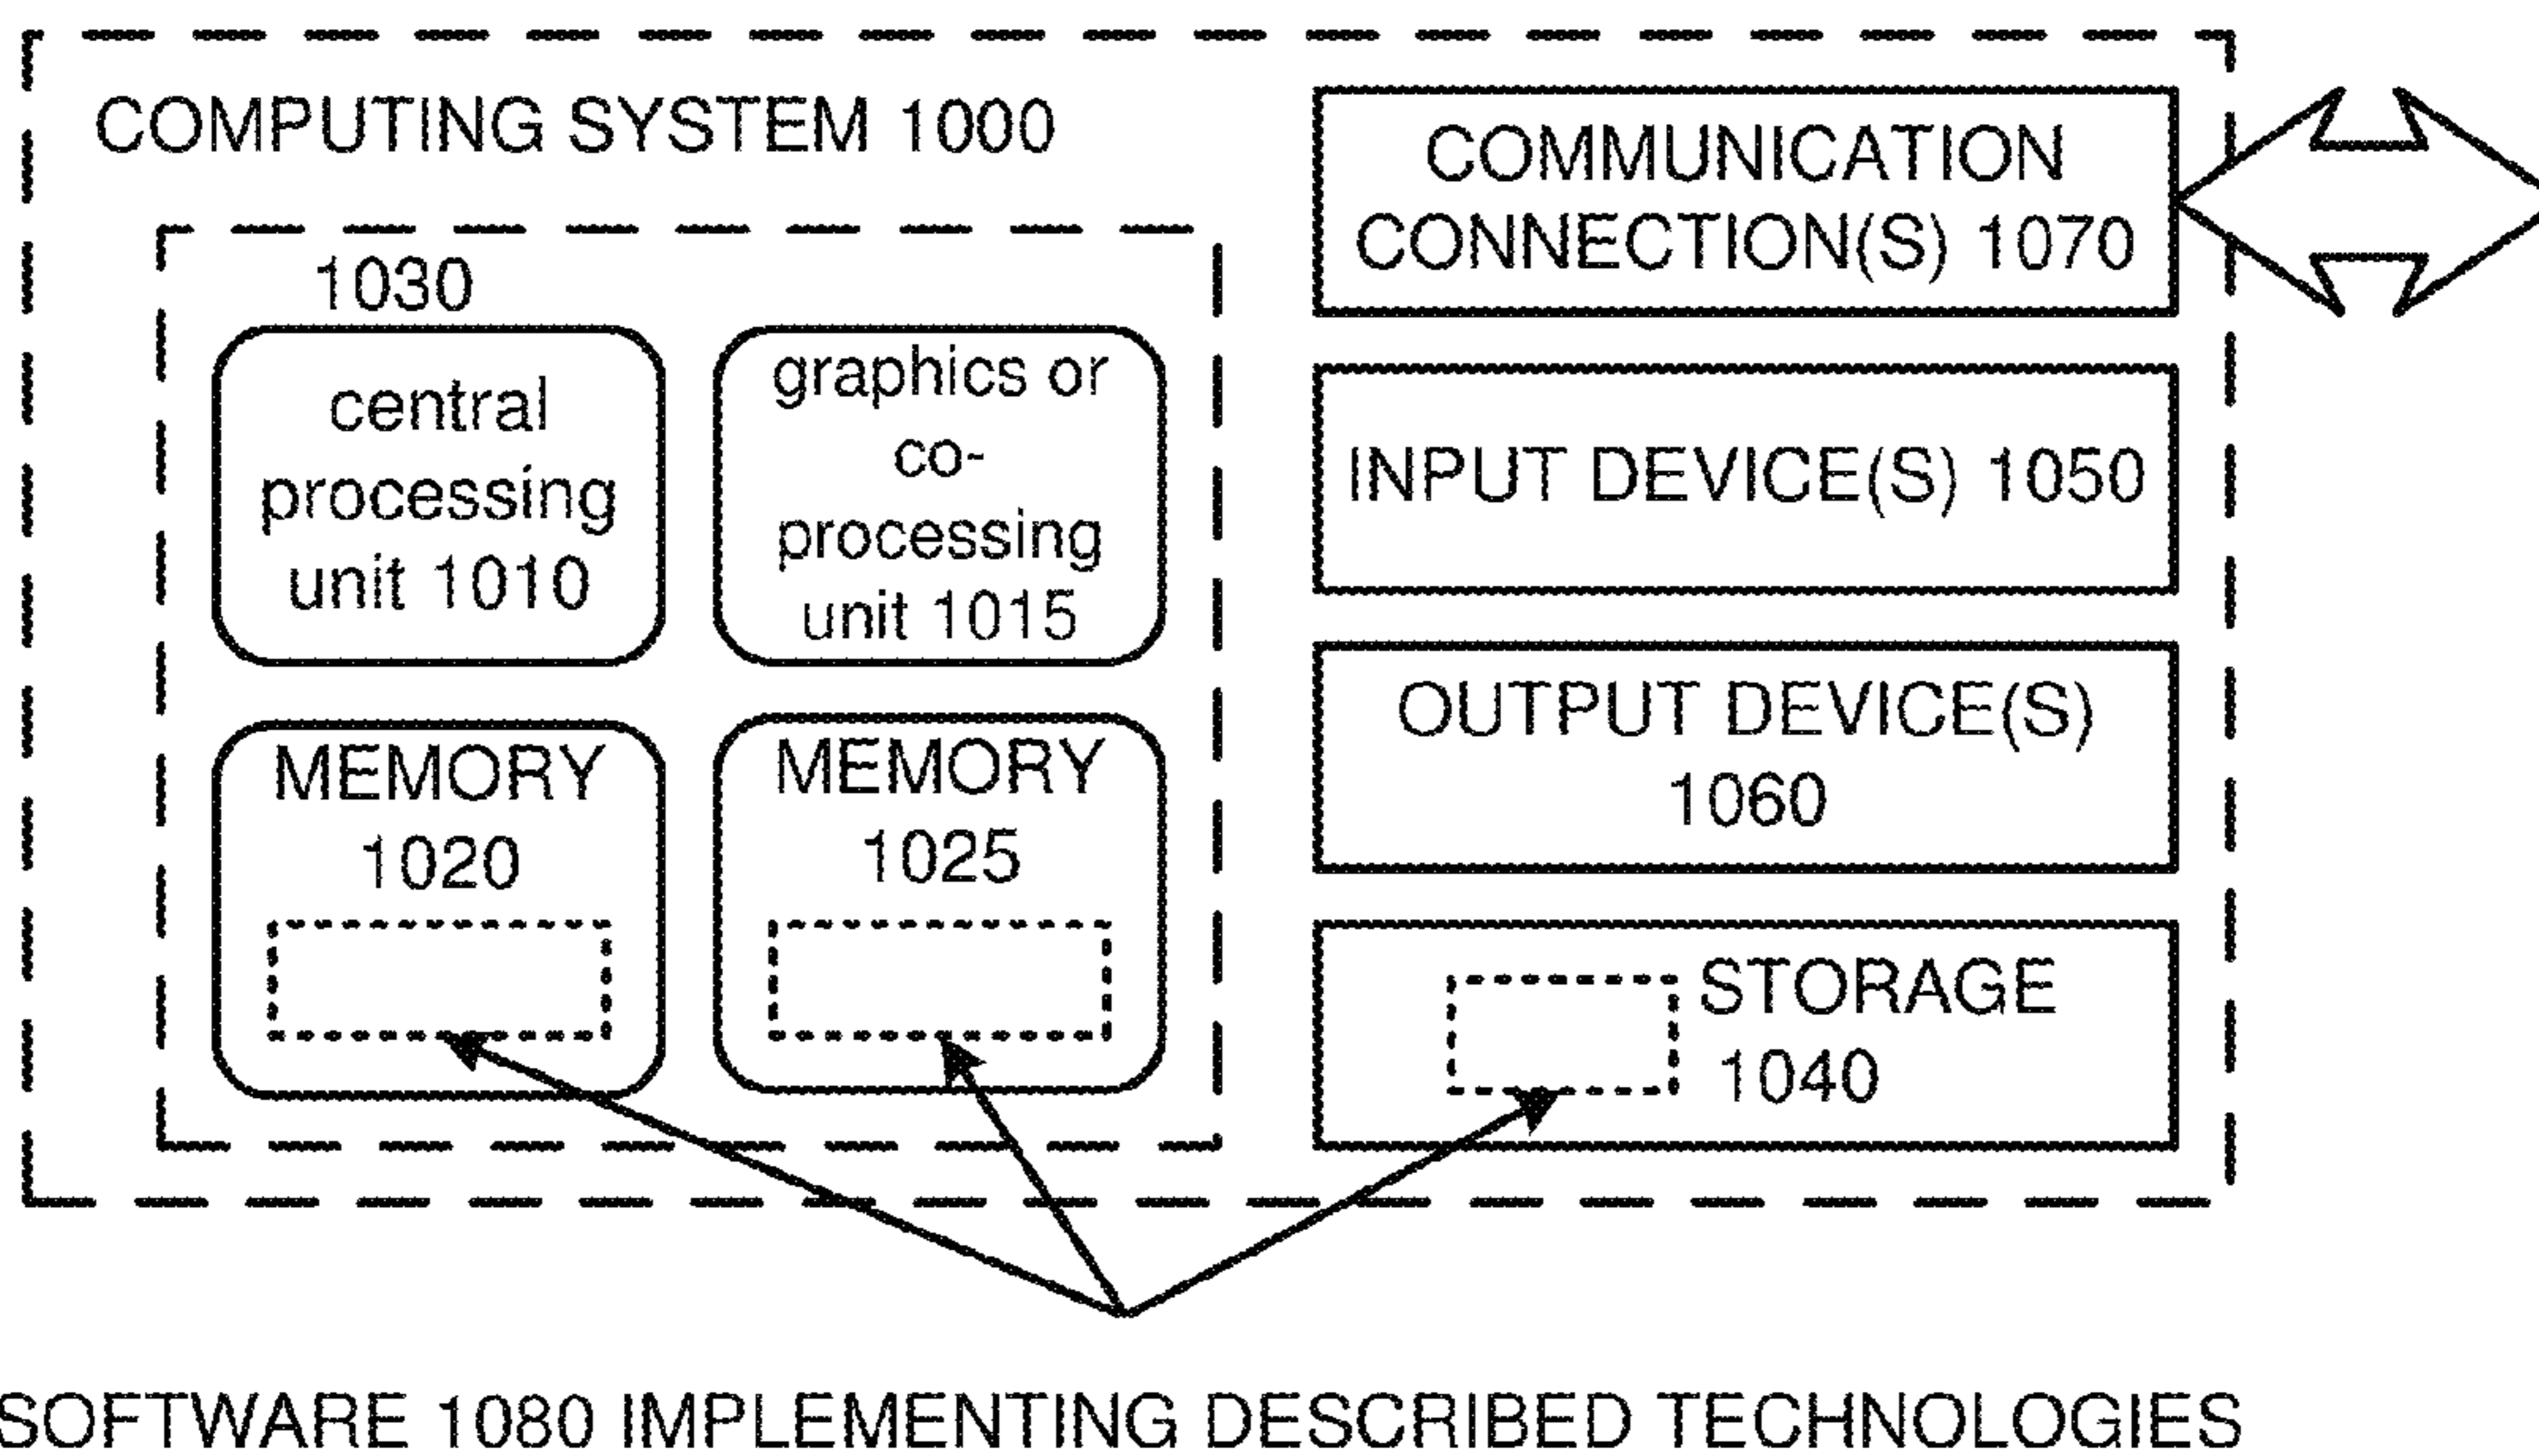 COMPUTING SYSTEM 1000
1030
central
processing
unit 1010
graphics or
co-
processing
unit 1015
MEMORY
1020
MEMORY
1025
COMMUNICATION
CONNECTION(S) 1070
INPUT DEVICE(S) 1050
OUTPUT DEVICE(S)
1060
STORAGE
1040
SOFTWARE 1080 IMPLEMENTING DESCRIBED TECHNOLOGIES